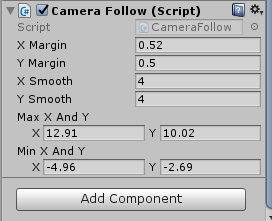 Camera Follow (Script)
Script CameraFollow
X Margin 0.52
Y Margin 0.5
X Smooth 4
Y Smooth 4
Max X And Y
X 12.91 Y 10.02
Min X And Y
X -4.96 Y -2.69
Add Component